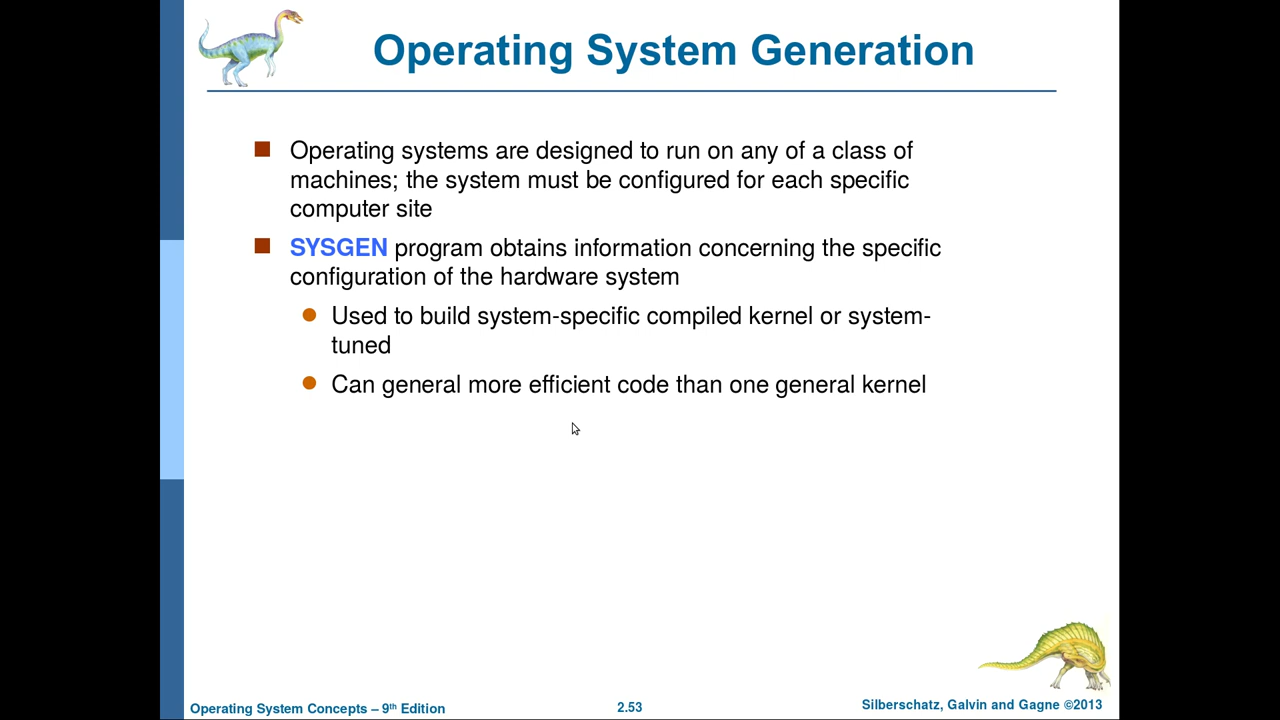 Operating System Generation
Operating systems are designed to run on any of a class of
machines; the system must be configured for each specific
computer site
SYSGEN program obtains information concerning the specific
configuration of the hardware system
Used to build system-specific compiled kernel or system-
tuned
Can general more efficient code than one general kernel
Operating System Concepts – 9th Edition
2.53
Silberschatz, Galvin and Gagne ©2013